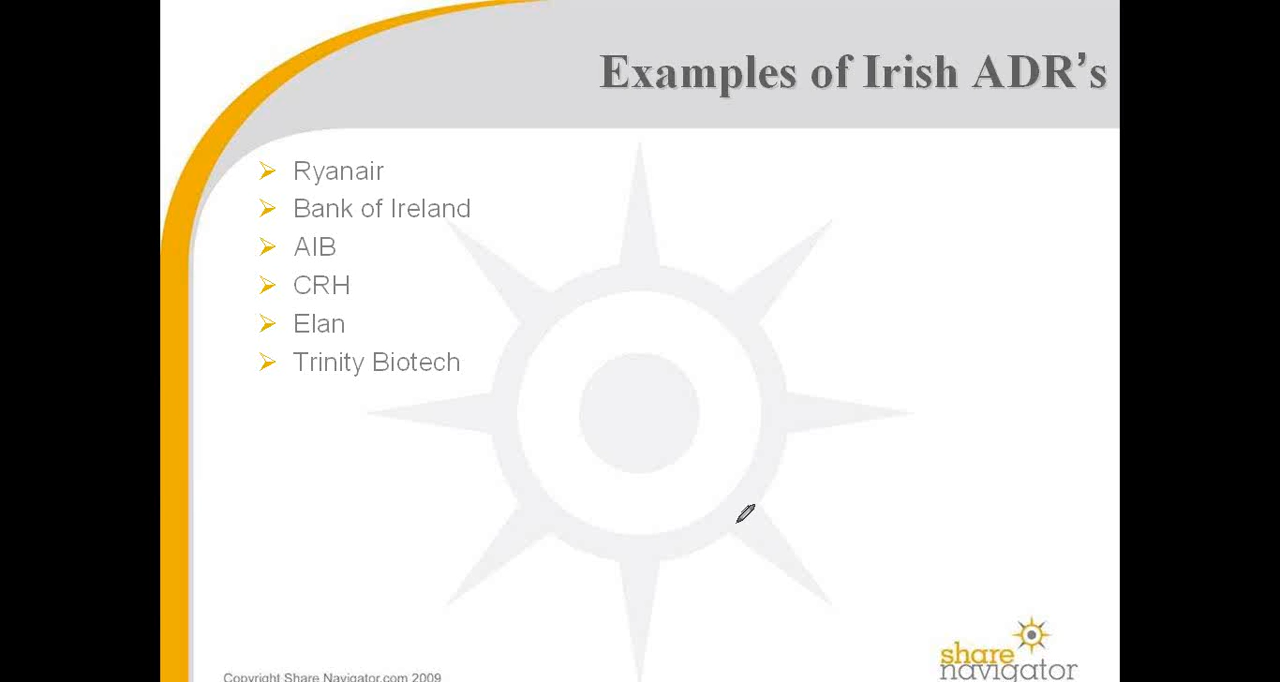 Examples of Irish ADR’s
Ryanair
Bank of Ireland
AIB
CRH
Elan
Trinity Biotech
Copyright Share Navigator.com 2009
share
navigator